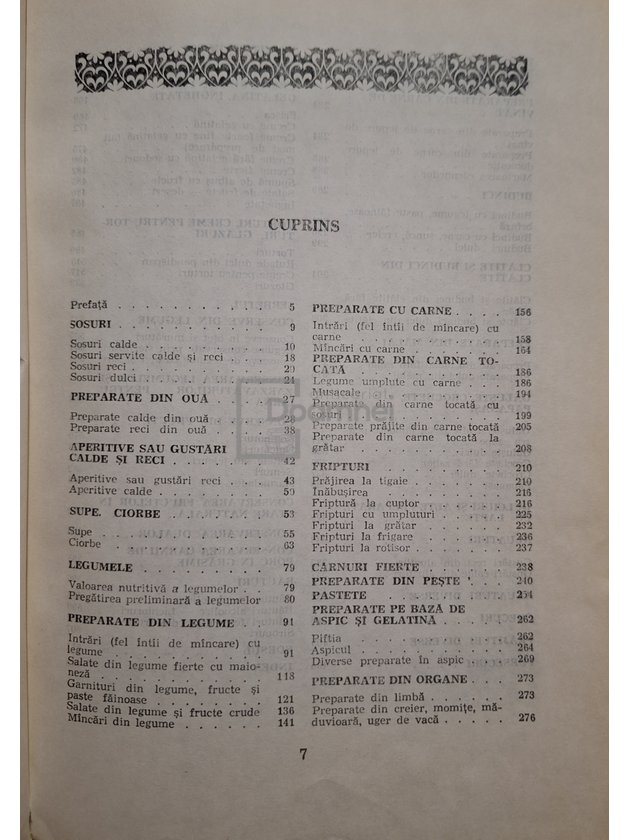 CUPRINS
Prefață . . . . . . . . . . 5
SOSURI . . . . . . . . . . 9
Sosuri calde . . . . . . . . 10
Sosuri servite calde și reci . . . 18
Sosuri reci . . . . . . . . . 20
Sosuri dulci . . . . . . . . 21
PREPARATE DIN OUĂ . . . . 27
Preparate calde din ouă . . . . 28
Preparate reci din ouă . . . . 38
APERITIVE SAU GUSTĂRI
CALDE ȘI RECI . . . . . . . 42
Aperitive sau gustări reci . . . 43
Aperitive calde . . . . . . . 50
SUPE. CIORBE . . . . . . . 53
Supe . . . . . . . . . . . 55
Ciorbe . . . . . . . . . . 63
LEGUMELE . . . . . . . . 79
Valoarea nutritivă a legumelor . . 79
Pregătirea preliminară a legumelor 80
PREPARATE DIN LEGUME . . 91
Intrări (fel întîi de mîncare) cu
legume . . . . . . . . . . 91
Salate din legume fierte cu maio-
neză . . . . . . . . . . . 118
Garnituri din legume, fructe și
paste făinoase . . . . . . . 121
Salate din legume și fructe crude 136
Mîncări din legume . . . . . . 141
PREPARATE CU CARNE . . . . 156
Intrări (fel întîi de mîncare) cu
carne . . . . . . . . . . . 158
Mîncări cu carne . . . . . . . 164
PREPARATE DIN CARNE TO-
CATĂ . . . . . . . . . . . 186
Legume umplute cu carne . . . . 186
Musacale . . . . . . . . . . 194
Preparate din carne tocată cu
sosuri . . . . . . . . . . . 199
Preparate prăjite din carne tocată 205
Preparate din carne tocată la
grătar . . . . . . . . . . . 208
FRIPTURI . . . . . . . . . 210
Prăjirea la tigaie . . . . . . . 210
Inăbușirea . . . . . . . . . 216
Friptură la cuptor . . . . . . . 216
Fripturi cu umpluturi . . . . . 225
Fripturi la grătar . . . . . . . 232
Fripturi la frigare . . . . . . 236
Fripturi la rotisor . . . . . . . 237
CĂRNURI FIERTE . . . . . . 238
PREPARATE DIN PEȘTE . . . 240
PASTETE . . . . . . . . . . 254
PREPARATE PE BAZĂ DE
ASPIC ȘI GELATINĂ . . . . . 262
Piftia . . . . . . . . . . . 262
Aspicul . . . . . . . . . . 264
Diverse preparate în aspic . . . . 269
PREPARATE DIN ORGANE . . . 273
Preparate din limbă . . . . . . 273
Preparate din creier, momițe, mă-
duvioară, uger de vacă . . . . . 276
7